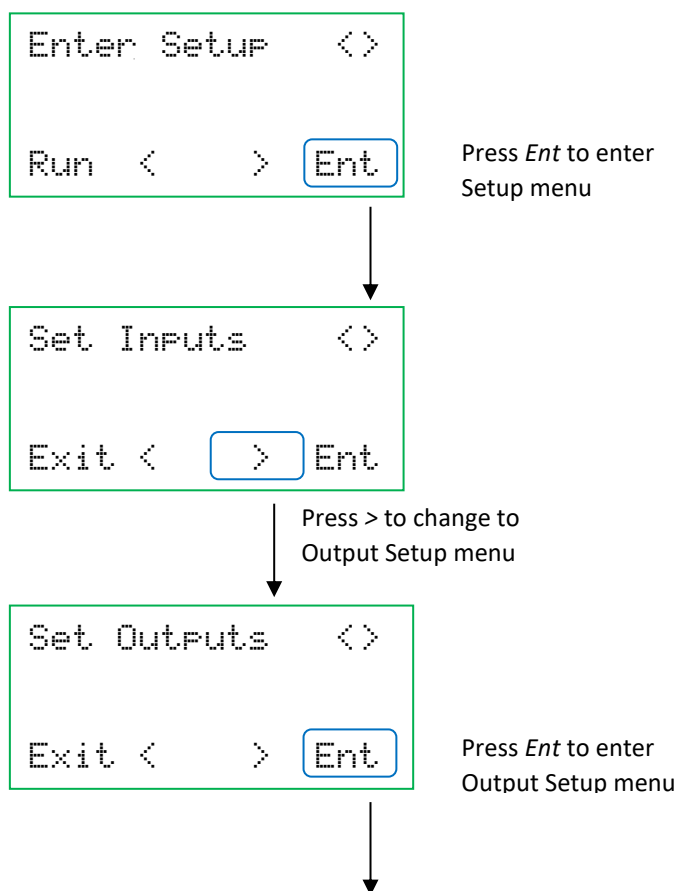 Enter Setup <>
Run < > Ent
Press Ent to enter
Setup menu
Set Inputs <>
Exit < > Ent
Press > to change to
Output Setup menu
Set Outputs <>
Exit < > Ent
Press Ent to enter
Output Setup menu